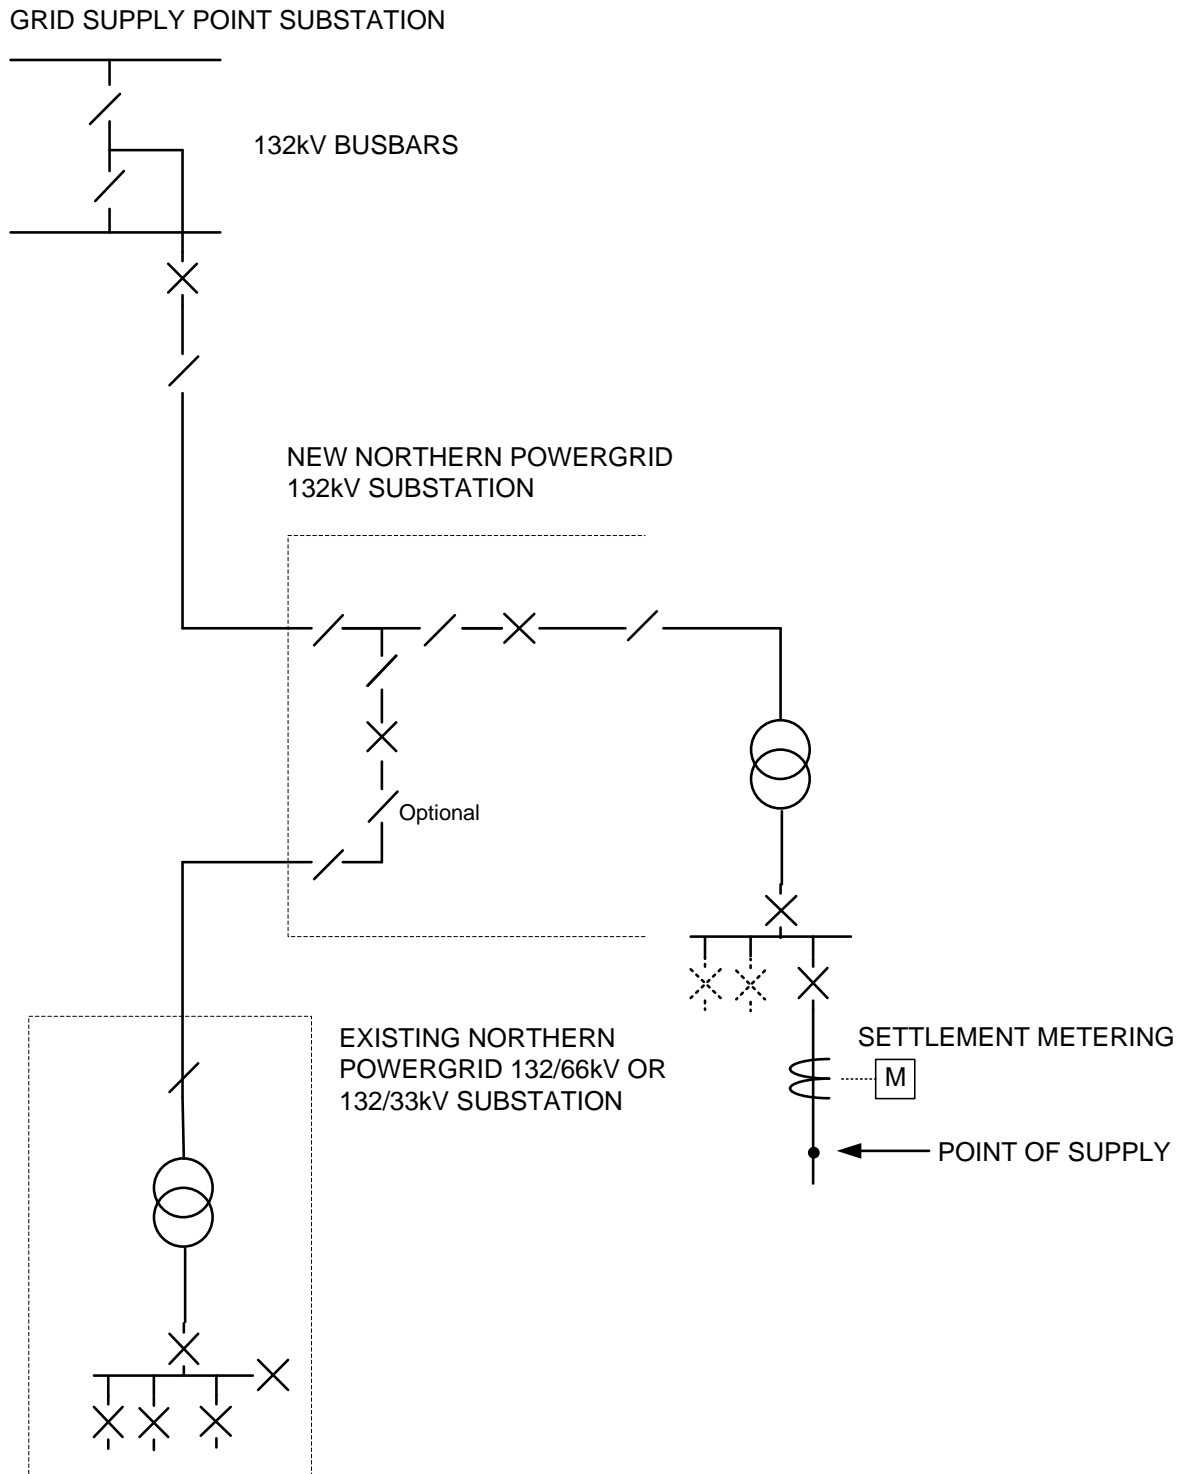 GRID SUPPLY POINT SUBSTATION
132kV BUSBARS
NEW NORTHERN POWERGRID
132kV SUBSTATION
Optional
EXISTING NORTHERN
POWERGRID 132/66kV OR
132/33kV SUBSTATION
SETTLEMENT METERING
M
POINT OF SUPPLY